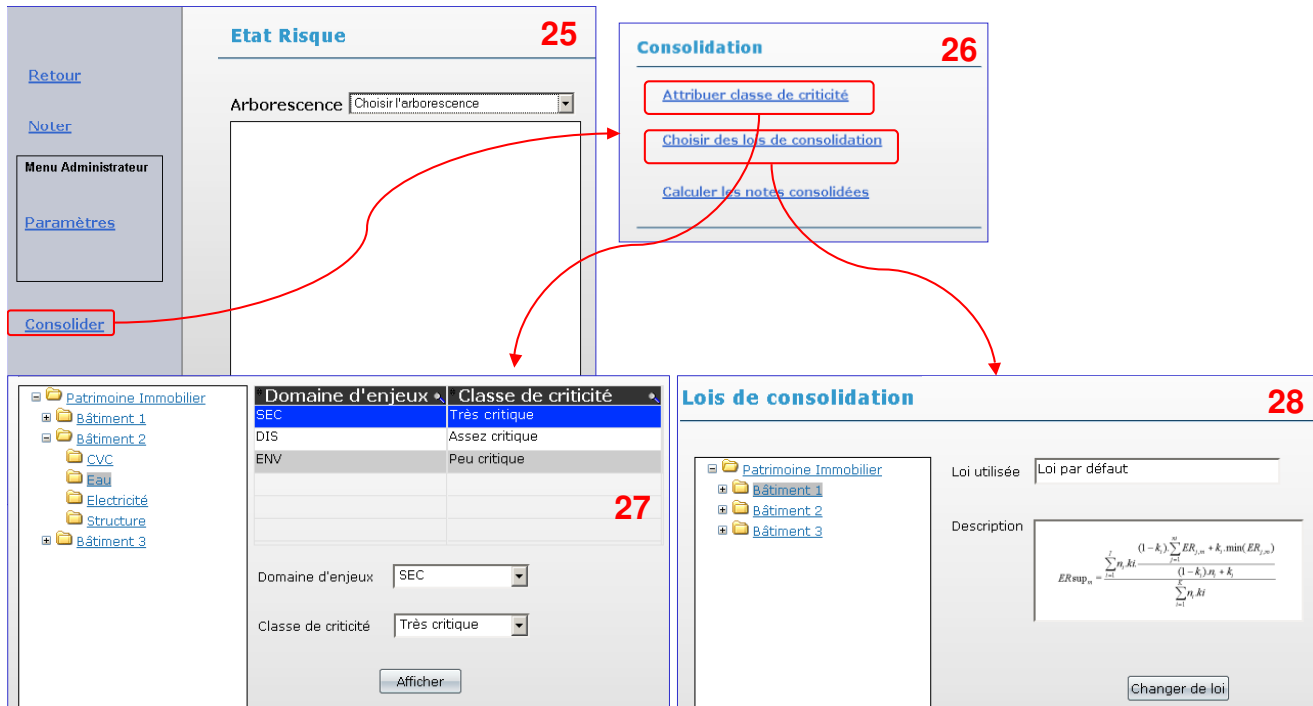 Etat Risque
25
Retour
Noter
Menu Administrateur
Paramètres
Consolider
Arborescence Choisir l'arborescence
Consolidation
26
Attribuer classe de criticité
Choisir des lois de consolidation
Calculer les notes consolidées
Patrimoine Immobilier
Bâtiment 1
Bâtiment 2
CVC
Eau
Electricité
Structure
Bâtiment 3
Domaine d'enjeux Classe de criticité
SEC Très critique
DIS Assez critique
ENV Peu critique
27
Domaine d'enjeux SEC
Classe de criticité Très critique
Afficher
Lois de consolidation
28
Patrimoine Immobilier
Bâtiment 1
Bâtiment 2
Bâtiment 3
Loi utilisée Loi par défaut
Description
Changer de loi